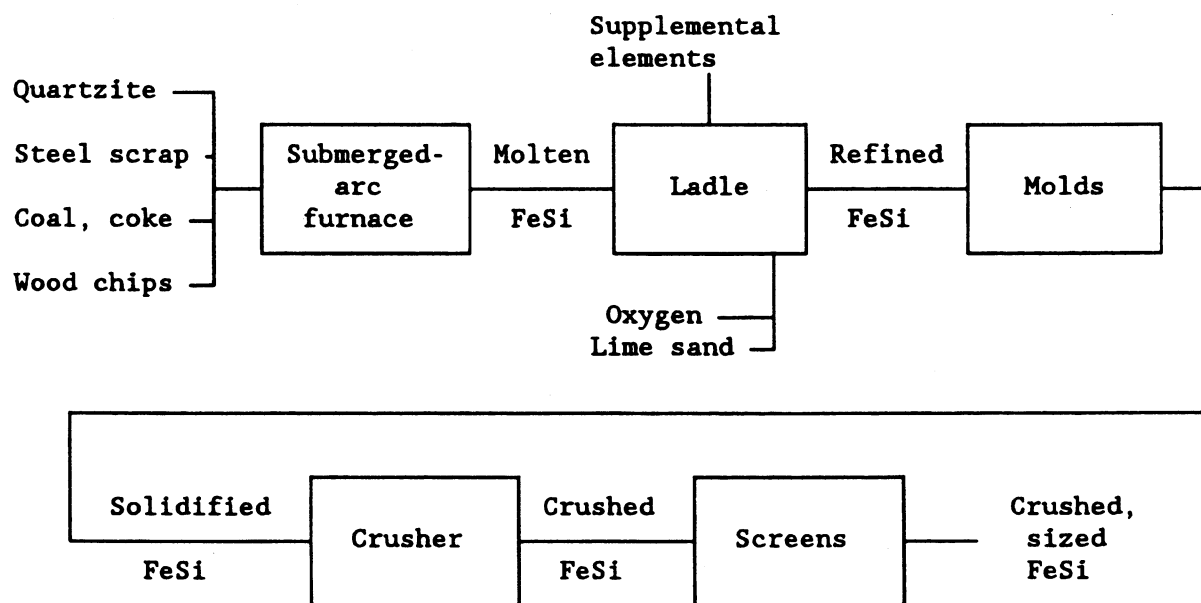 Supplemental
elements
Quartzite
Steel scrap
Coal, coke
Wood chips
Submerged-
arc
furnace
Molten
FeSi
Ladle
Refined
FeSi
Molds
Oxygen
Lime sand
Solidified
FeSi
Crusher
Crushed
FeSi
Screens
Crushed,
sized
FeSi